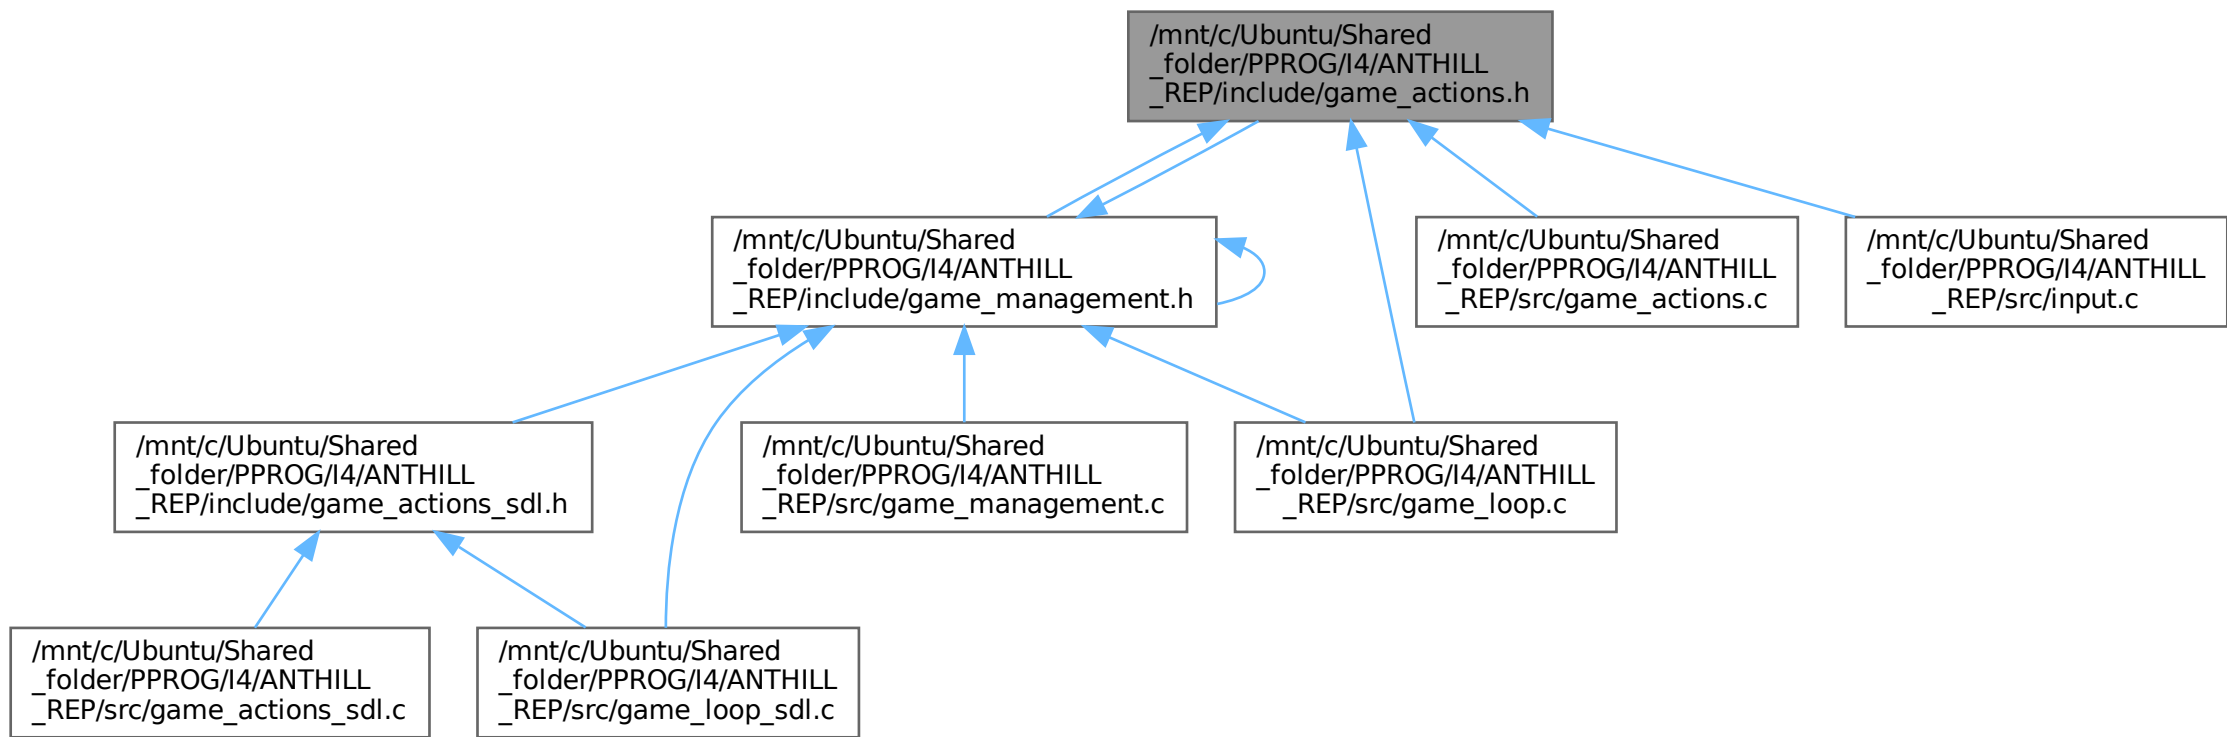 /mnt/c/Ubuntu/Shared
_folder/PPROG/I4/ANTHILL
_REP/include/game_actions.h
/mnt/c/Ubuntu/Shared
_folder/PPROG/I4/ANTHILL
_REP/include/game_management.h
/mnt/c/Ubuntu/Shared
_folder/PPROG/I4/ANTHILL
_REP/src/game_actions.c
/mnt/c/Ubuntu/Shared
_folder/PPROG/I4/ANTHILL
_REP/src/input.c
/mnt/c/Ubuntu/Shared
_folder/PPROG/I4/ANTHILL
_REP/include/game_actions_sdl.h
/mnt/c/Ubuntu/Shared
_folder/PPROG/I4/ANTHILL
_REP/src/game_management.c
/mnt/c/Ubuntu/Shared
_folder/PPROG/I4/ANTHILL
_REP/src/game_loop.c
/mnt/c/Ubuntu/Shared
_folder/PPROG/I4/ANTHILL
_REP/src/game_actions_sdl.c
/mnt/c/Ubuntu/Shared
_folder/PPROG/I4/ANTHILL
_REP/src/game_loop_sdl.c